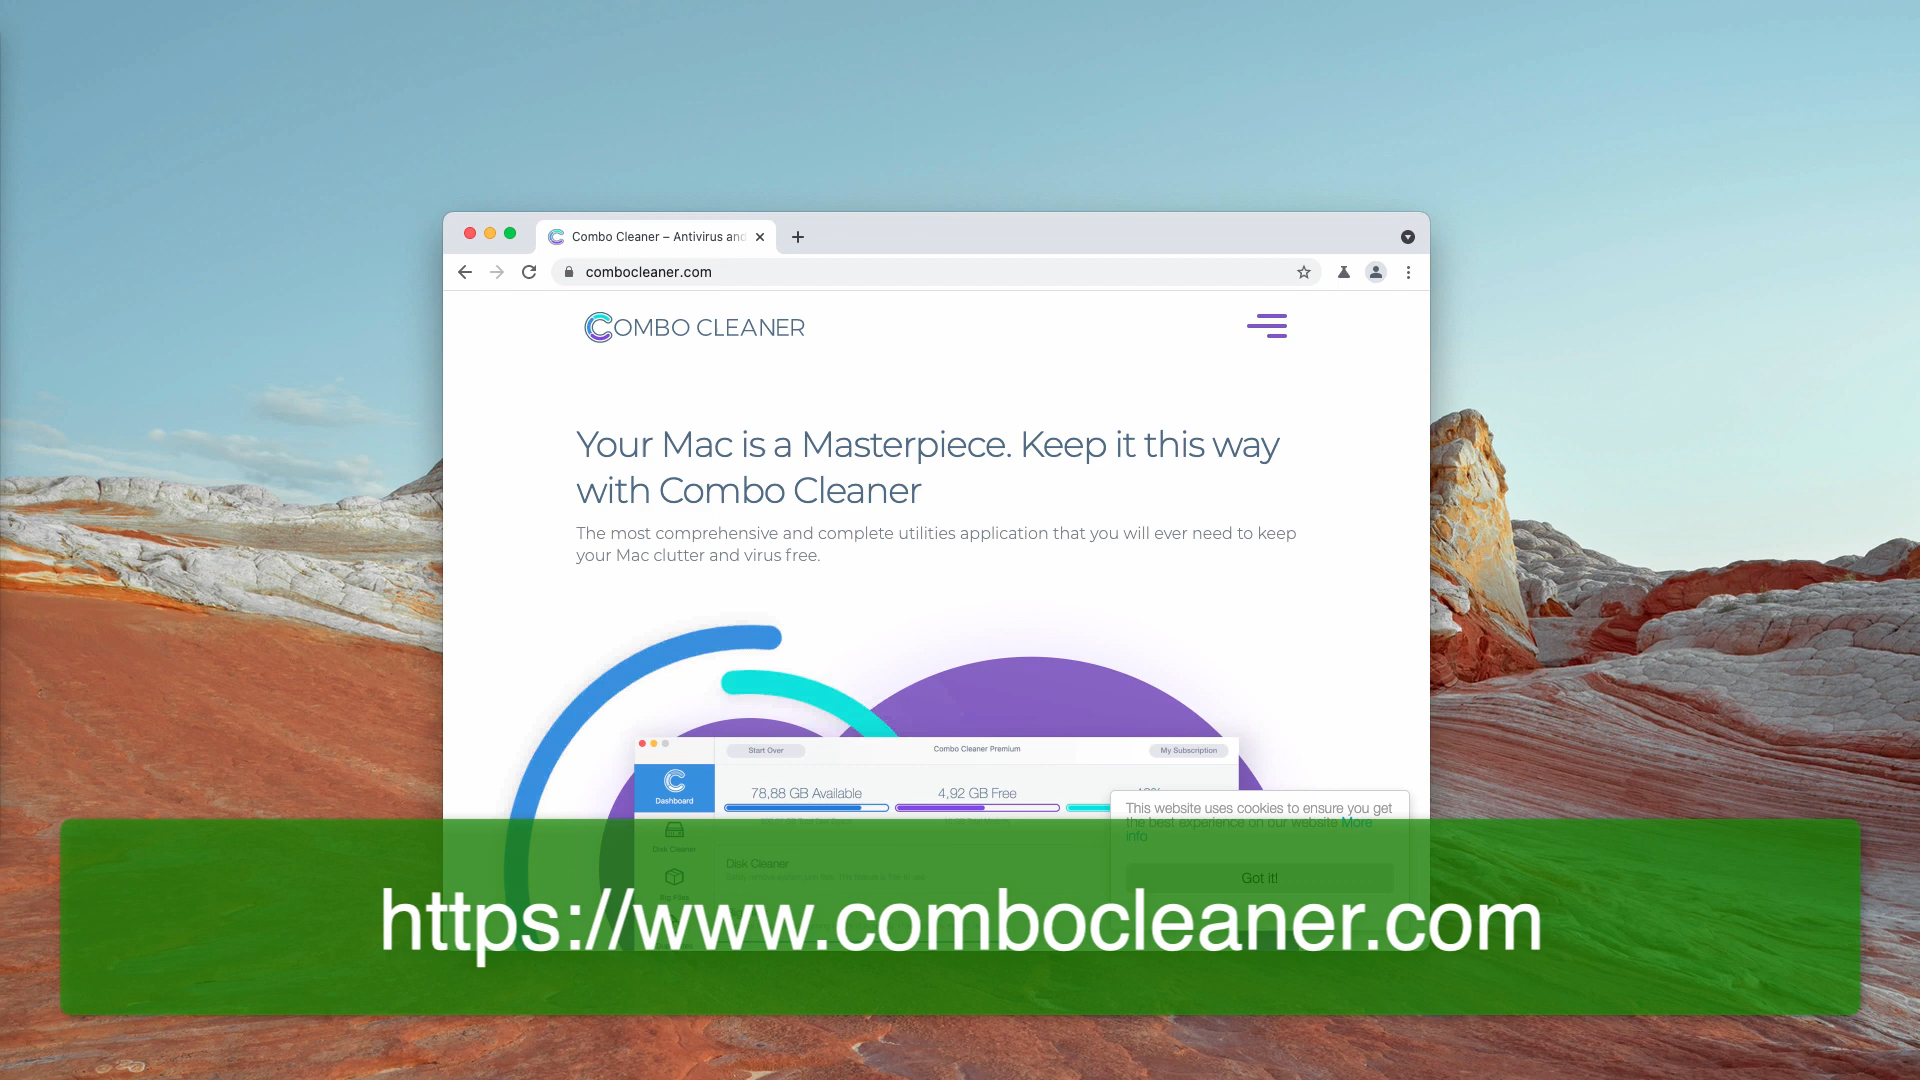 Combo Cleaner – Antivirus and
combocleaner.com
COMBO CLEANER
Your Mac is a Masterpiece. Keep it this way
with Combo Cleaner
The most comprehensive and complete utilities application that you will ever need to keep
your Mac clutter and virus free.
Start Over
Combo Cleaner Premium
My Subscription
Dashboard
78,88 GB Available
4,92 GB Free
This website uses cookies to ensure you get
the best experience on our website More
info
Disk Cleaner
Disk Cleaner
Big Files
Got it!
https://www.combocleaner.com